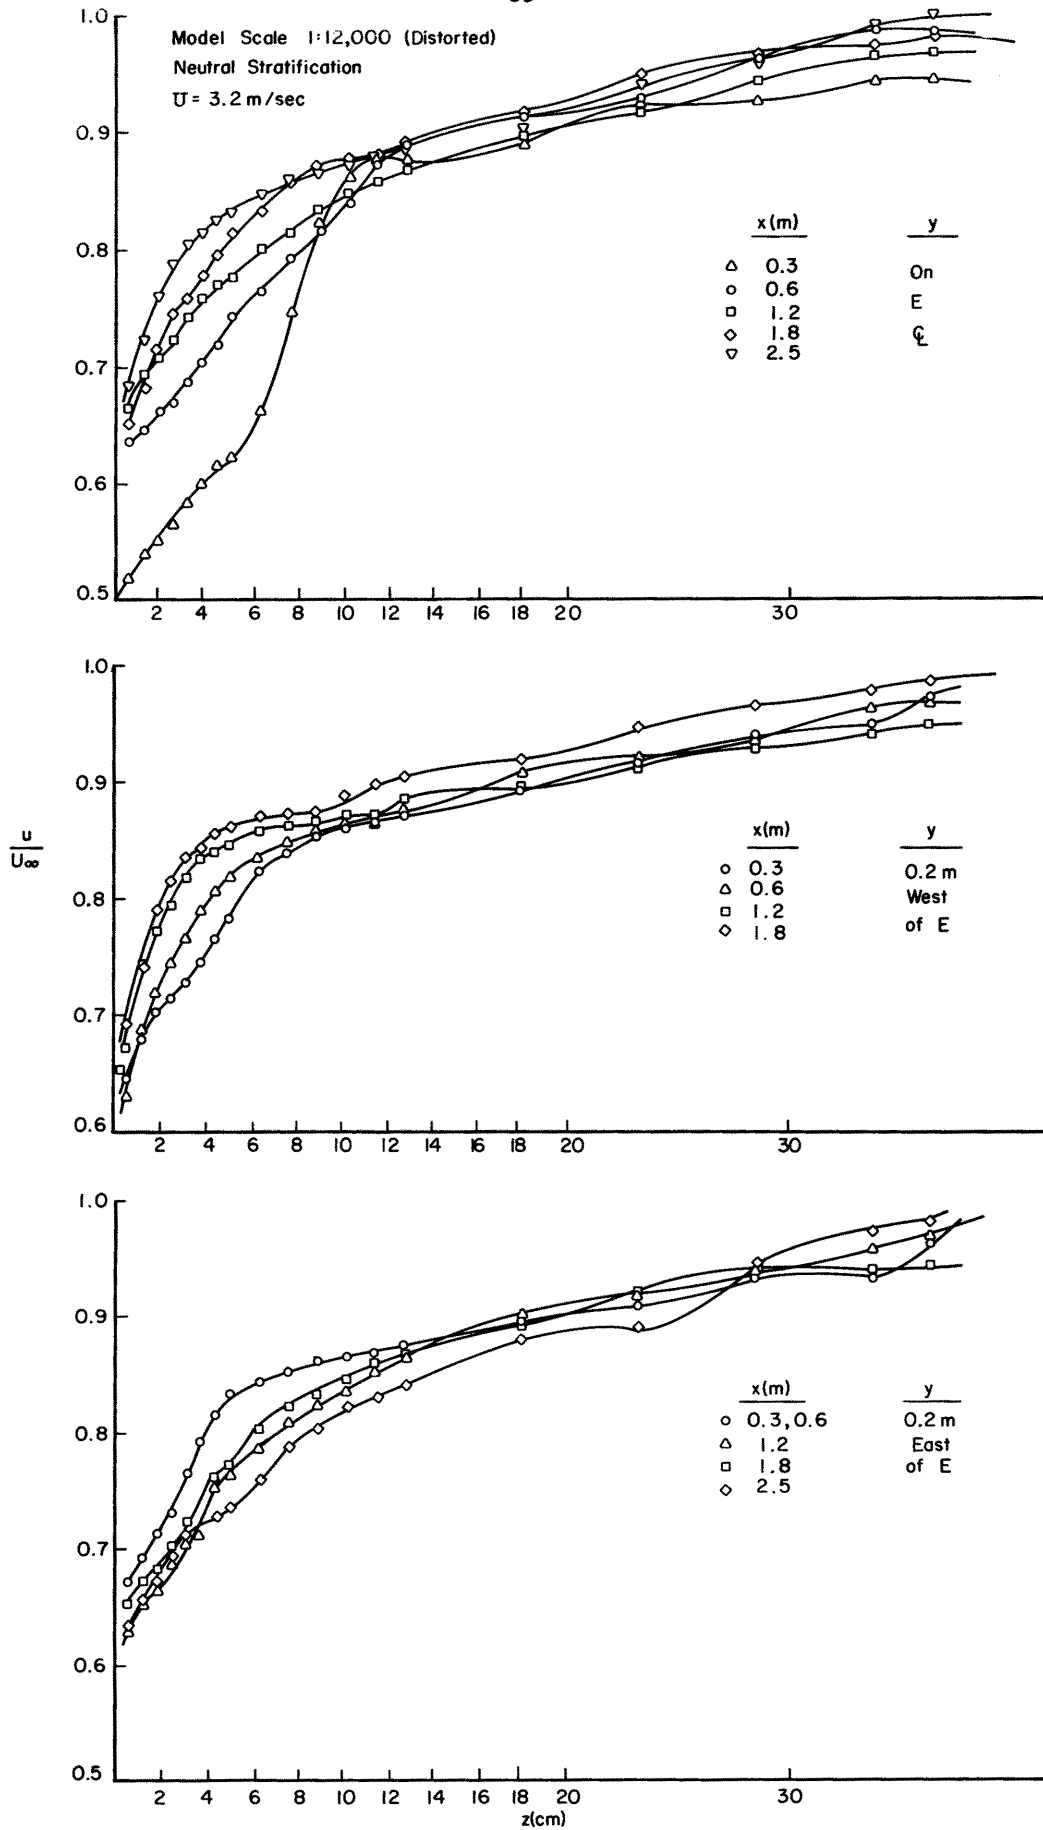 1.0
Model Scale 1:12,000 (Distorted)
Neutral Stratification
U = 3.2 m/sec
0.9
0.8
0.7
0.6
0.5
x(m) y
△ 0.3 On
○ 0.6 E
□ 1.2 ℄
◇ 1.8
▽ 2.5
2 4 6 8 10 12 14 16 18 20 30
1.0
0.9
0.8
0.7
0.6
u
U∞
x(m) y
○ 0.3 0.2 m
△ 0.6 West
□ 1.2 of E
◇ 1.8
2 4 6 8 10 12 14 16 18 20 30
1.0
0.9
0.8
0.7
0.6
0.5
x(m) y
○ 0.3, 0.6 0.2 m
△ 1.2 East
□ 1.8 of E
◇ 2.5
2 4 6 8 10 12 14 16 18 20 30
z(cm)